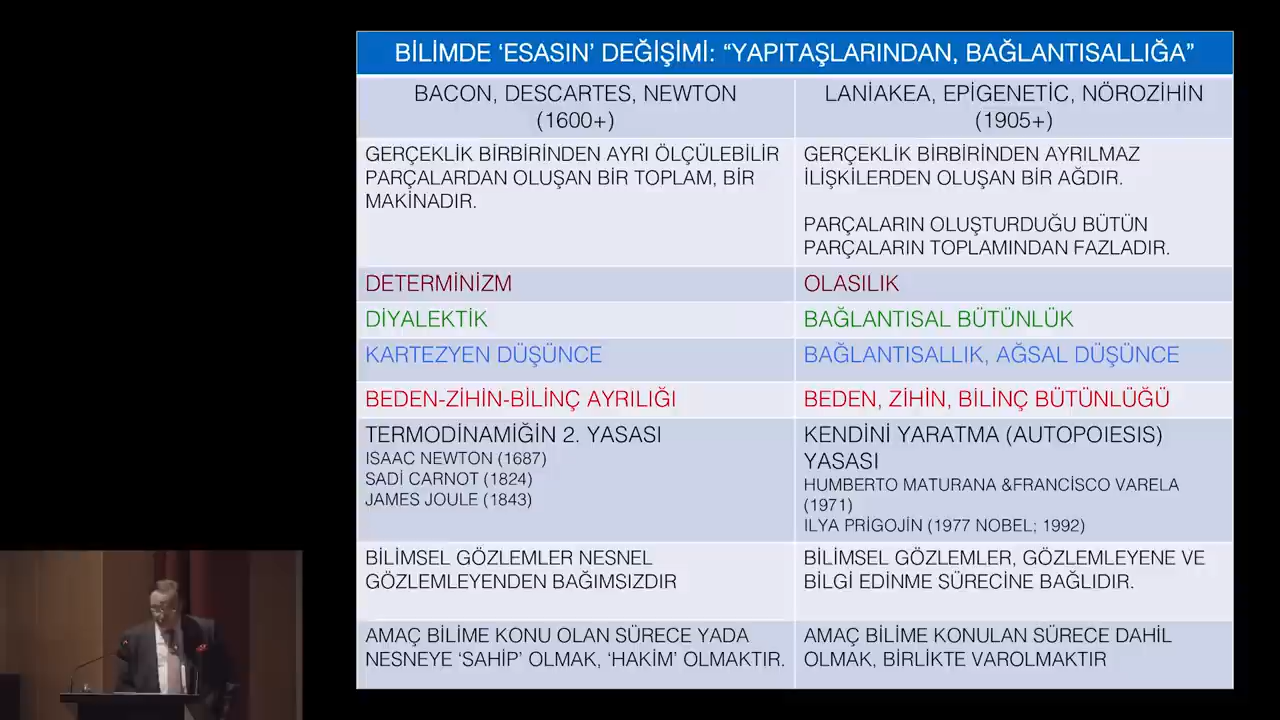 BİLİMDE ‘ESASIN’ DEĞİŞİMİ: “YAPITAŞLARINDAN, BAĞLANTISALLIĞA”
BACON, DESCARTES, NEWTON
(1600+)
LANİAKEA, EPİGENETİC, NÖROZİHİN
(1905+)
GERÇEKLİK BİRBİRİNDEN AYRI ÖLÇÜLEBİLİR
PARÇALARDAN OLUŞAN BİR TOPLAM, BİR
MAKİNADIR.
GERÇEKLİK BİRBİRİNDEN AYRILMAZ
İLİŞKİLERDEN OLUŞAN BİR AĞDIR.
PARÇALARIN OLUŞTURDUĞU BÜTÜN
PARÇALARIN TOPLAMINDAN FAZLADIR.
DETERMİNİZM
OLASILIK
DİYALEKTİK
BAĞLANTISAL BÜTÜNLÜK
KARTEZYEN DÜŞÜNCE
BAĞLANTISALLIK, AĞSAL DÜŞÜNCE
BEDEN-ZİHİN-BİLİNÇ AYRILIĞI
BEDEN, ZİHİN, BİLİNÇ BÜTÜNLÜĞÜ
TERMODİNAMİĞİN 2. YASASI
ISAAC NEWTON (1687)
SADİ CARNOT (1824)
JAMES JOULE (1843)
KENDİNİ YARATMA (AUTOPOIESIS)
YASASI
HUMBERTO MATURANA &FRANCİSCO VARELA
(1971)
ILYA PRİGOJİN (1977 NOBEL; 1992)
BİLİMSEL GÖZLEMLER NESNEL
GÖZLEMLEYENDEN BAĞIMSIZDIR
BİLİMSEL GÖZLEMLER, GÖZLEMLEYENE VE
BİLGİ EDİNME SÜRECİNE BAĞLIDIR.
AMAÇ BİLİME KONU OLAN SÜRECE YADA
NESNEYE ‘SAHİP’ OLMAK, ‘HAKİM’ OLMAKTIR.
AMAÇ BİLİME KONULAN SÜRECE DAHİL
OLMAK, BİRLİKTE VAROLMAKTIR